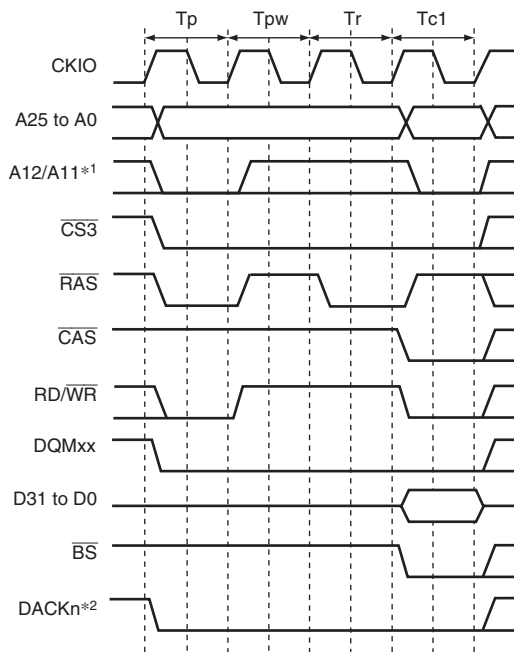 Tp Tpw Tr Tc1
CKIO
A25 to A0
A12/A11*1
CS3
RAS
CAS
RD/WR
DQMxx
D31 to D0
BS
DACKn*2